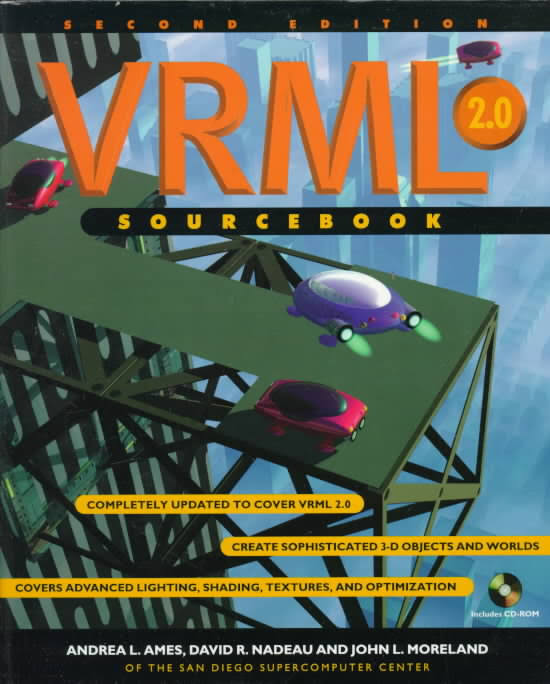 SECOND EDITION
VRML
2.0
SOURCEBOOK
COMPLETELY UPDATED TO COVER VRML 2.0
CREATE SOPHISTICATED 3-D OBJECTS AND WORLDS
COVERS ADVANCED LIGHTING, SHADING, TEXTURES, AND OPTIMIZATION
Includes CD-ROM
ANDREA L. AMES, DAVID R. NADEAU AND JOHN L. MORELAND
OF THE SAN DIEGO SUPERCOMPUTER CENTER